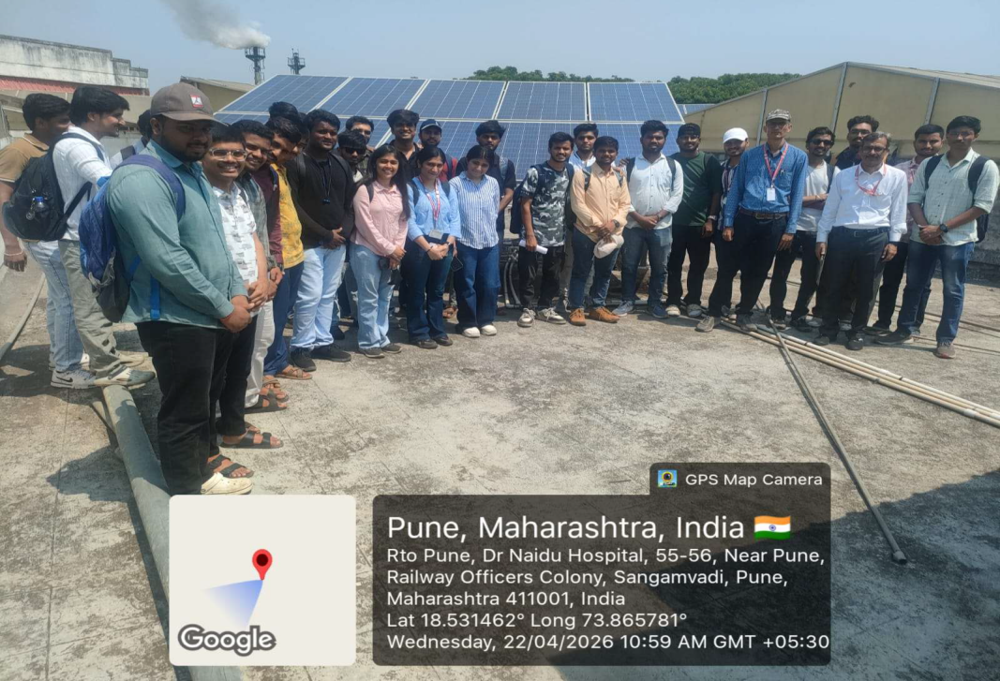 GPS Map Camera
Pune, Maharashtra, India 🇮🇳
Rto Pune, Dr Naidu Hospital, 55-56, Near Pune,
Railway Officers Colony, Sangamvadi, Pune,
Maharashtra 411001, India
Lat 18.531462° Long 73.865781°
Wednesday, 22/04/2026 10:59 AM GMT +05:30
Google